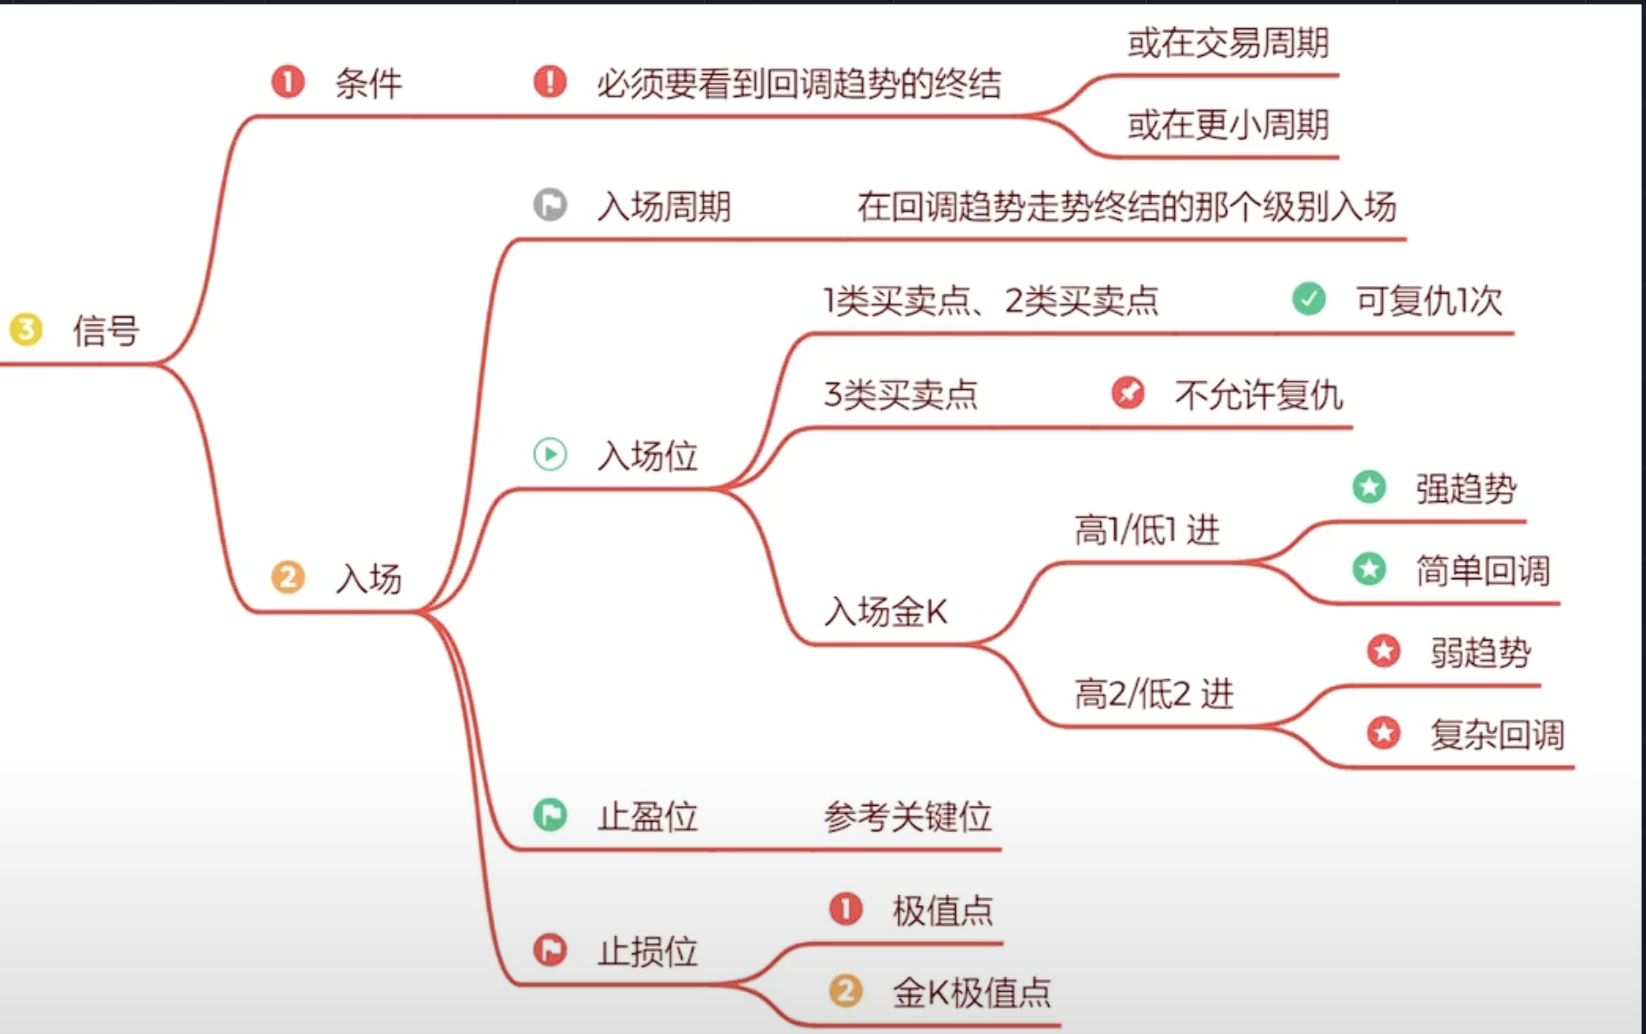 3 信号
1 条件
! 必须要看到回调趋势的终结
或在交易周期
或在更小周期
2 入场
入场周期
在回调趋势走势终结的那个级别入场
入场位
1类买卖点、2类买卖点
可复仇1次
3类买卖点
不允许复仇
入场金K
高1/低1 进
强趋势
简单回调
高2/低2 进
弱趋势
复杂回调
止盈位
参考关键位
止损位
1 极值点
2 金K极值点